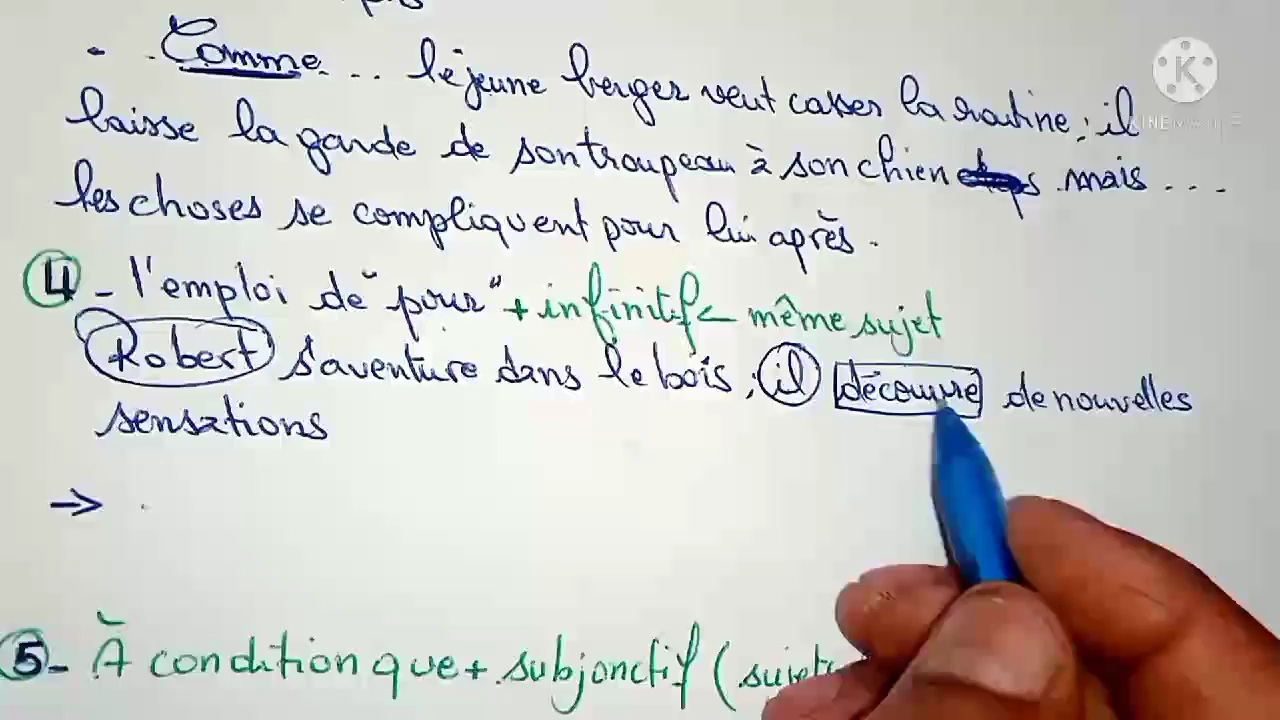 - Comme... le jeune berger veut casser la routine; il
laisse la garde de son troupeau à son chien mais...
les choses se compliquent pour lui après.
4 - l'emploi de "pour" + infinitif < même sujet
Robert s'aventure dans le bois; il découvre de nouvelles
sensations
→
5 - À condition que + subjonctif (sujets
KINEMASTER